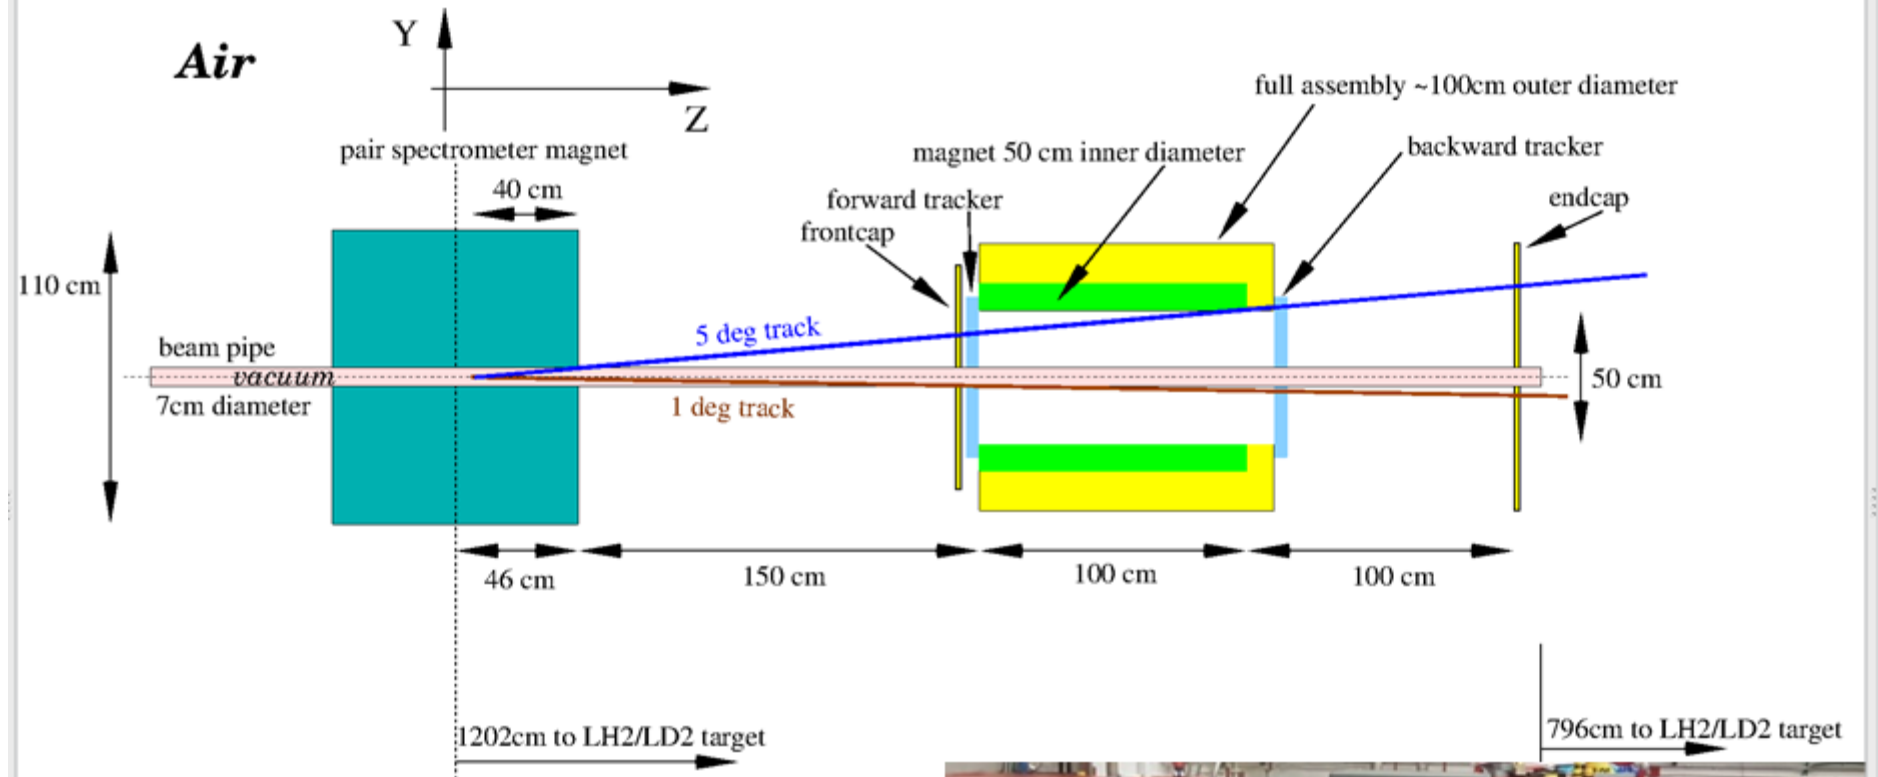 Air
Y
Z
pair spectrometer magnet
40 cm
110 cm
beam pipe
vacuum
7cm diameter
5 deg track
1 deg track
frontcap
forward tracker
magnet 50 cm inner diameter
full assembly ~100cm outer diameter
backward tracker
endcap
50 cm
46 cm
150 cm
100 cm
100 cm
1202cm to LH2/LD2 target
796cm to LH2/LD2 target